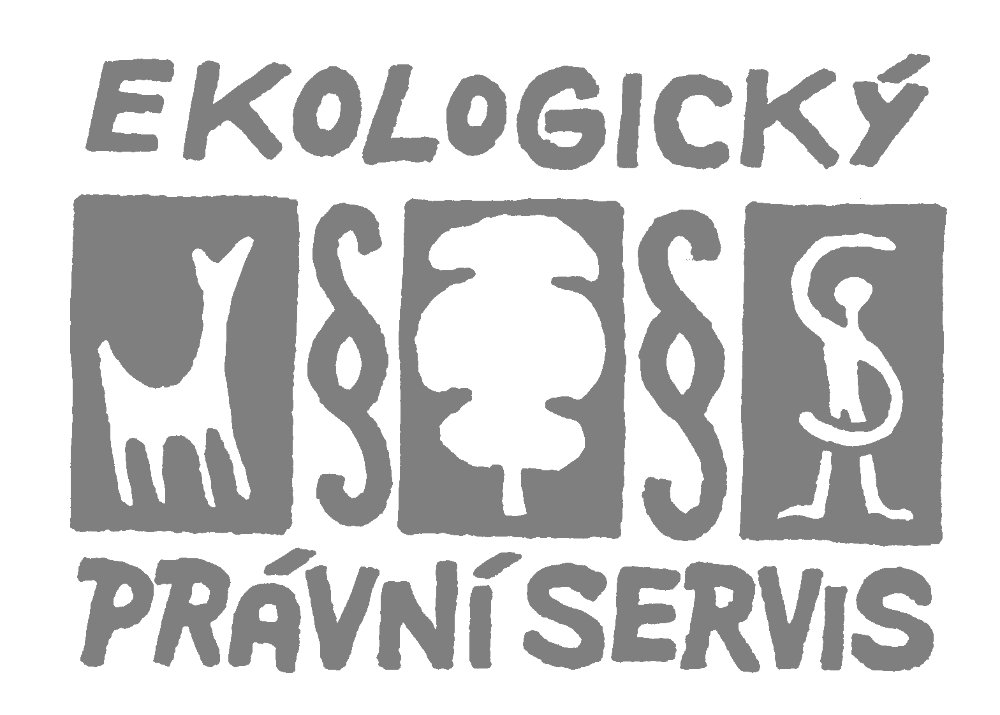 EKOLOGICKÝ
§ §
PRÁVNÍ SERVIS